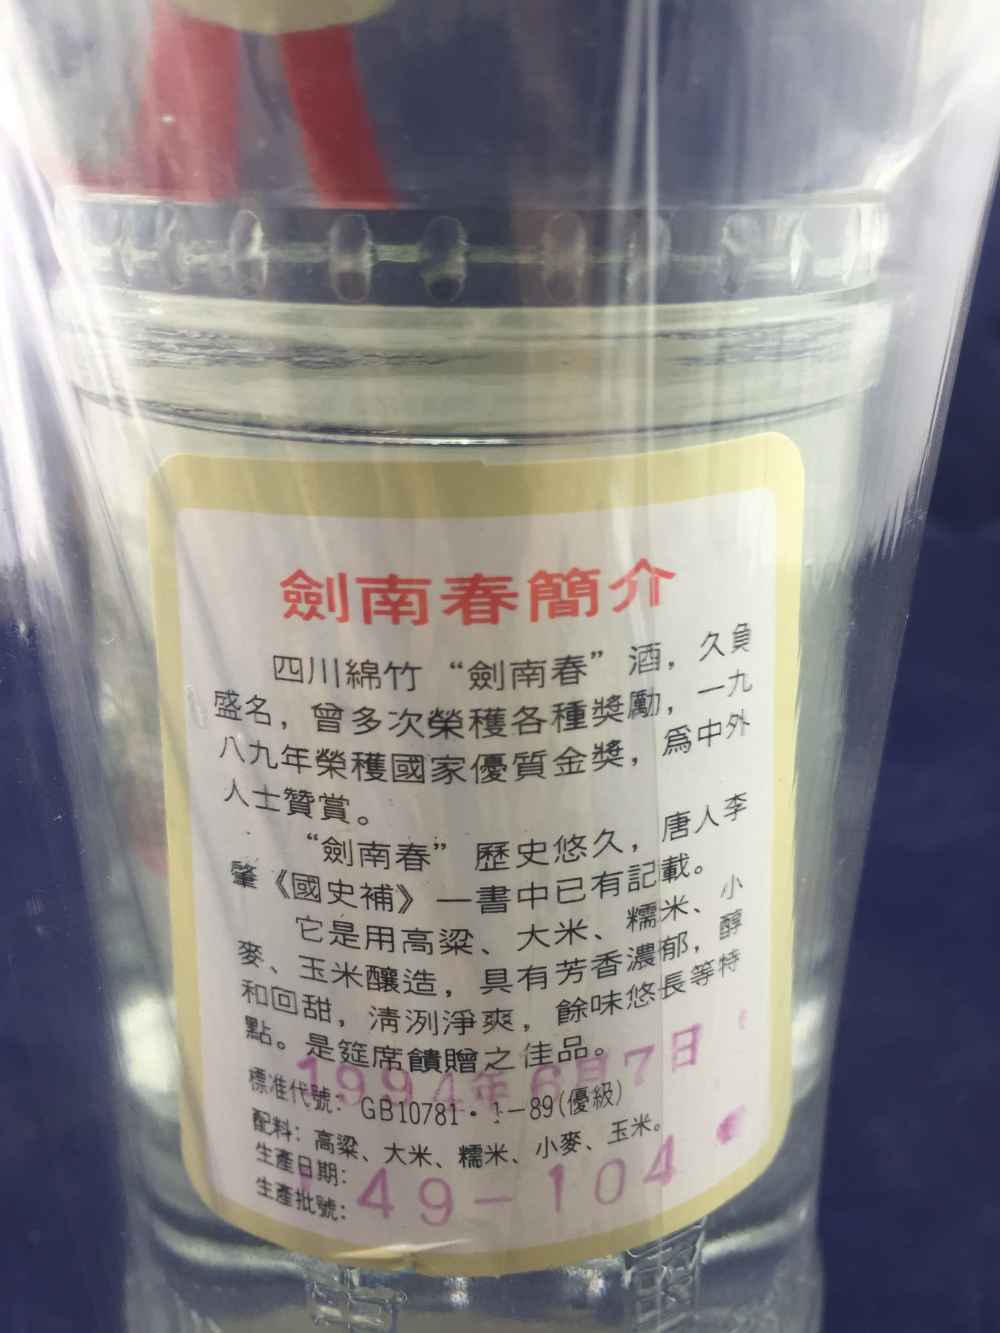 劍南春簡介
四川綿竹“劍南春”酒，久負
盛名，曾多次榮穫各種獎勵，一九
八九年榮穫國家優質金獎，爲中外
人士贊賞。
“劍南春”歷史悠久，唐人李
肇《國史補》一書中已有記載。
它是用高粱、大米、糯米、小
麥、玉米釀造，具有芳香濃郁，醇
和回甜，淸洌淨爽，餘味悠長等特
點。是筵席饋贈之佳品。
1994年6月7日
標准代號：GB10781·1–89(優級)
配料：高粱、大米、糯米、小麥、玉米。
生產日期：
生產批號：
49-104